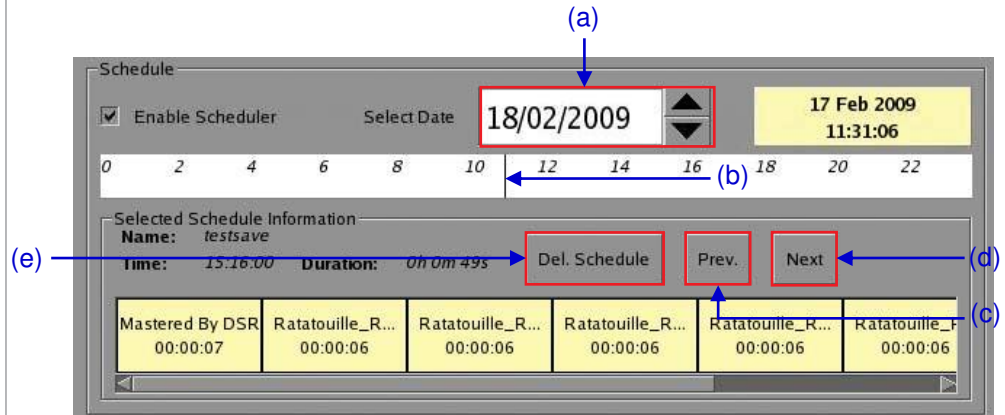 (a)
Schedule
Enable Scheduler Select Date 18/02/2009 17 Feb 2009
11:31:06
0 2 4 6 8 10 12 14 16 18 20 22
(b)
Selected Schedule Information
Name: testsave
(e) Time: 15:16:00 Duration: 0h 0m 49s Del. Schedule Prev. Next (d)
(c)
Mastered By DSR Ratatouille_R... Ratatouille_R... Ratatouille_R... Ratatouille_R... Ratatouille_R
00:00:07 00:00:06 00:00:06 00:00:06 00:00:06 00:00:06